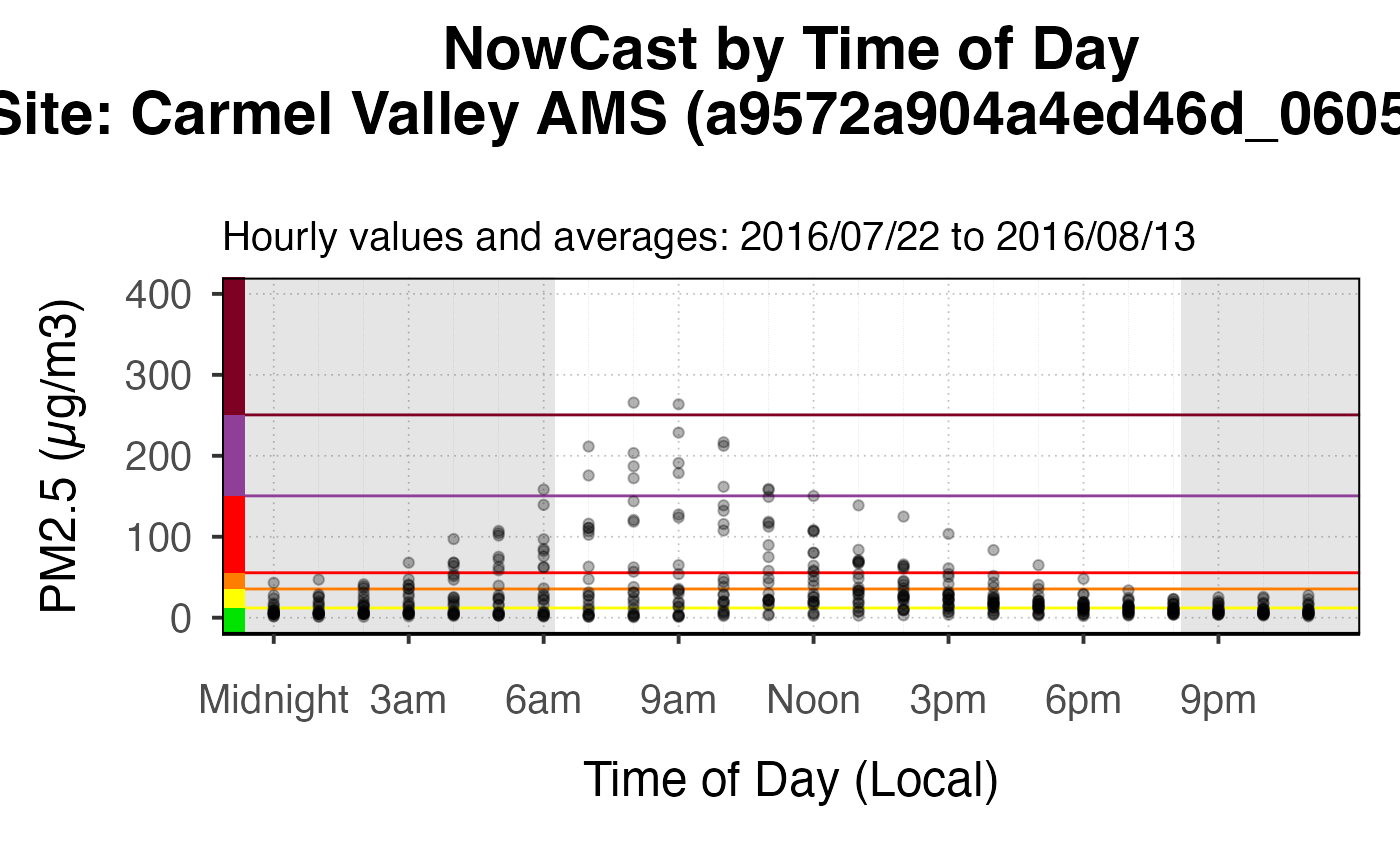 NowCast by Time of Day
Site: Carmel Valley AMS (a9572a904a4ed46d_0605
Hourly values and averages: 2016/07/22 to 2016/08/13
PM2.5 (µg/m3)
400
300
200
100
0
Midnight 3am 6am 9am Noon 3pm 6pm 9pm
Time of Day (Local)